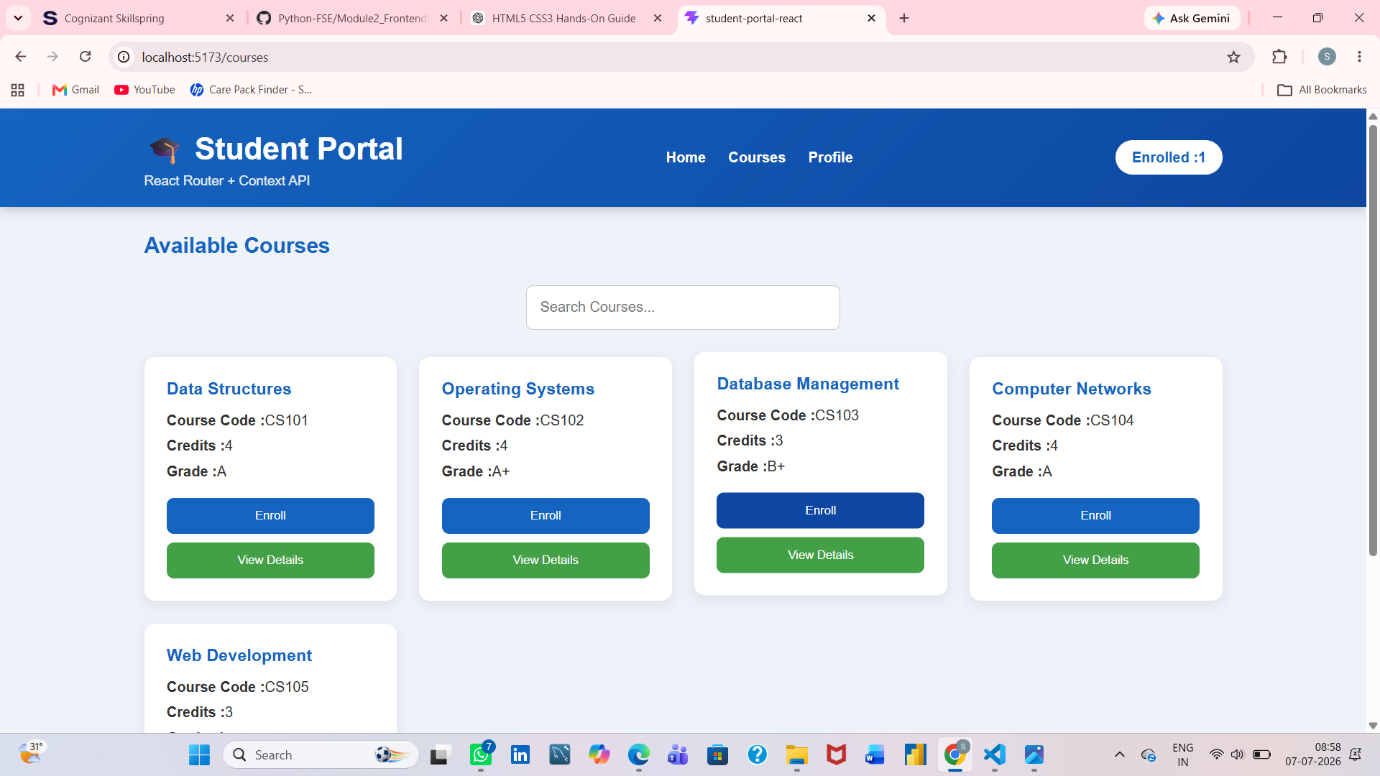 Cognizant Skillspring
Python-FSE/Module2_Frontend
HTML5 CSS3 Hands-On Guide
student-portal-react
Ask Gemini
localhost:5173/courses
S
Gmail
YouTube
Care Pack Finder - S...
All Bookmarks
Student Portal
React Router + Context API
Home
Courses
Profile
Enrolled :1
Available Courses
Search Courses...
Data Structures
Course Code :CS101
Credits :4
Grade :A
Enroll
View Details
Operating Systems
Course Code :CS102
Credits :4
Grade :A+
Enroll
View Details
Database Management
Course Code :CS103
Credits :3
Grade :B+
Enroll
View Details
Computer Networks
Course Code :CS104
Credits :4
Grade :A
Enroll
View Details
Web Development
Course Code :CS105
Credits :3
31°
Search
7
S
ENG
IN
08:58
07-07-2026